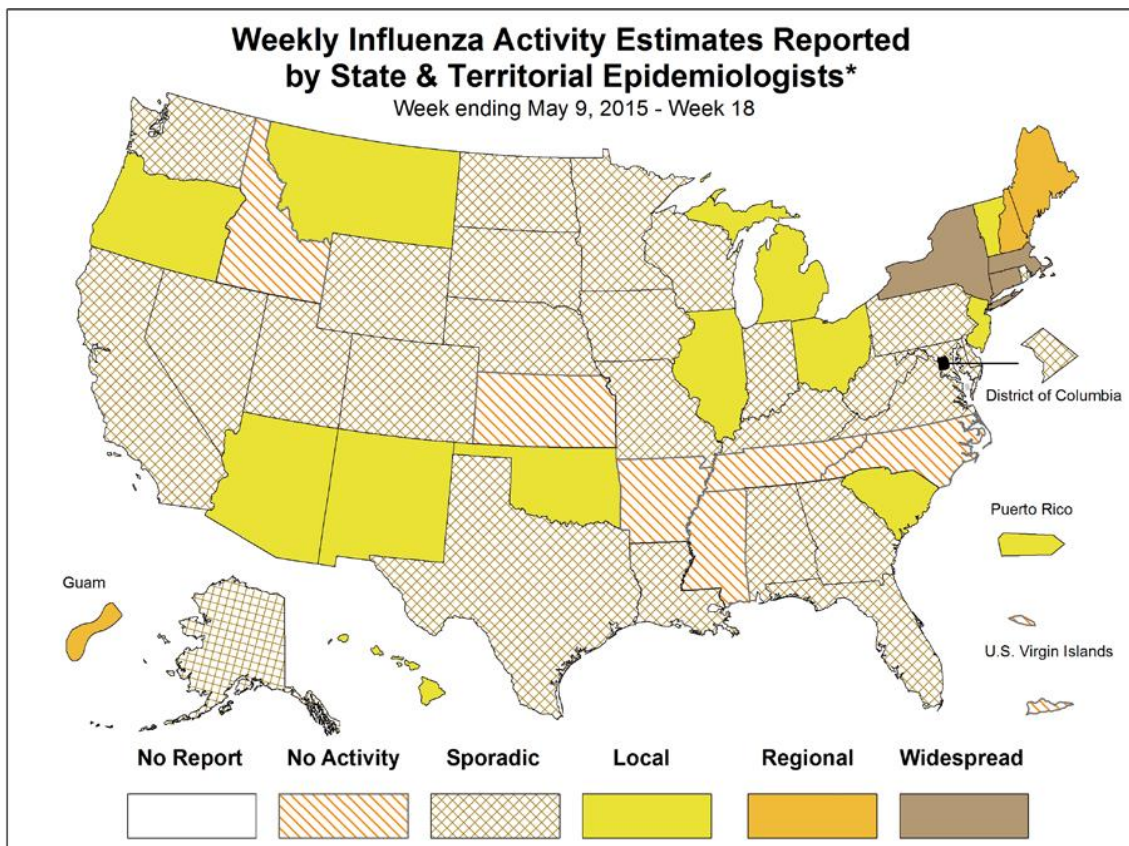 Weekly Influenza Activity Estimates Reported
by State & Territorial Epidemiologists*
Week ending May 9, 2015 - Week 18
District of Columbia
Puerto Rico
Guam
U.S. Virgin Islands
No Report
No Activity
Sporadic
Local
Regional
Widespread